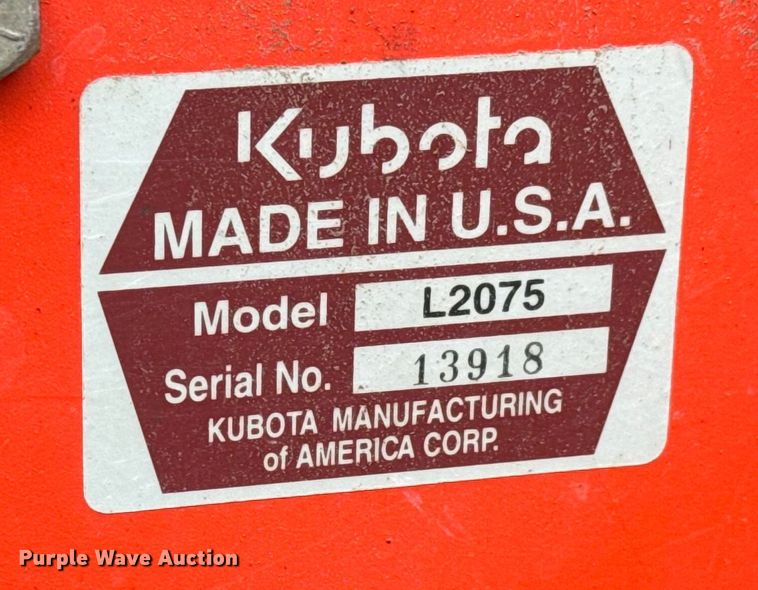 Kubota
MADE IN U.S.A.
Model L2075
Serial No. 13918
KUBOTA MANUFACTURING
of AMERICA CORP.
Purple Wave Auction